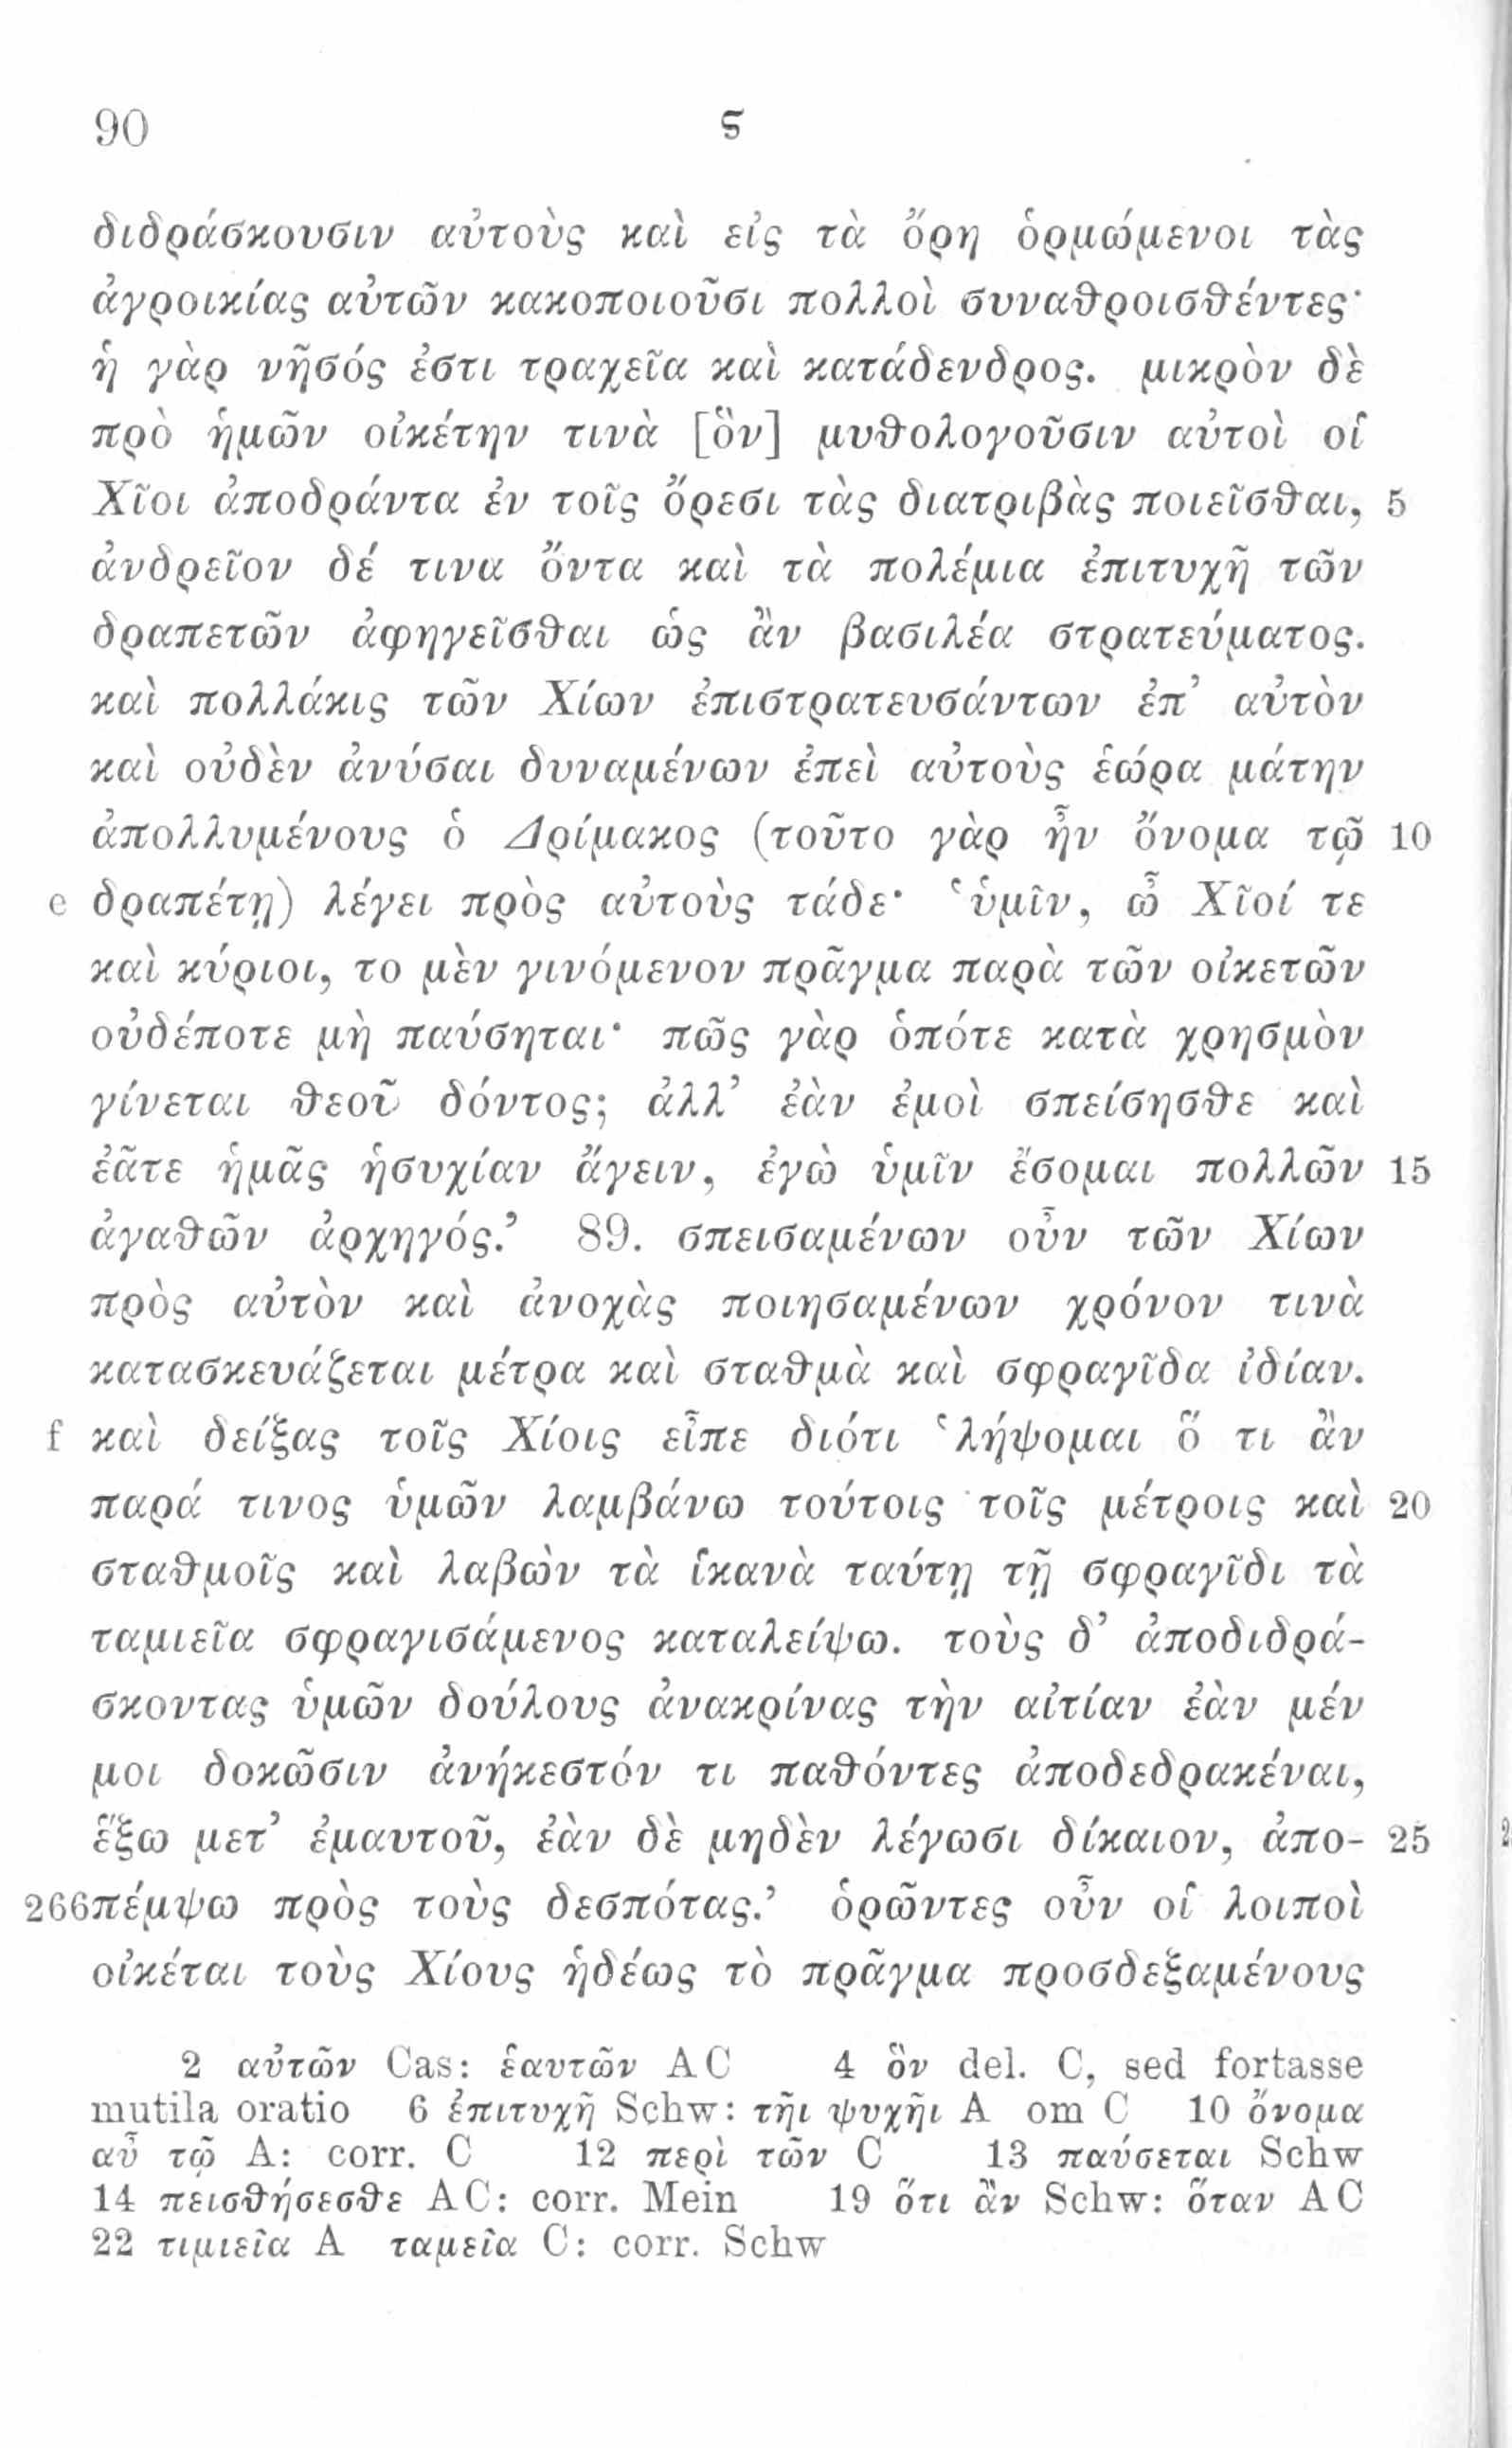 90 ϛ
διδράσκουσιν αὐτοὺς καὶ εἰς τὰ ὄρη ὁρμώμενοι τὰς
ἀγροικίας αὐτῶν κακοποιοῦσι πολλοὶ συναθροισθέντες·
ἡ γὰρ νῆσός ἐστι τραχεῖα καὶ κατάδενδρος. μικρὸν δὲ
πρὸ ἡμῶν οἰκέτην τινὰ [ὃν] μυθολογοῦσιν αὐτοὶ οἱ
Χῖοι ἀποδράντα ἐν τοῖς ὄρεσι τὰς διατριβὰς ποιεῖσθαι, 5
ἀνδρεῖον δέ τινα ὄντα καὶ τὰ πολέμια ἐπιτυχῆ τῶν
δραπετῶν ἀφηγεῖσθαι ὡς ἂν βασιλέα στρατεύματος.
καὶ πολλάκις τῶν Χίων ἐπιστρατευσάντων ἐπ’ αὐτὸν
καὶ οὐδὲν ἀνύσαι δυναμένων ἐπεὶ αὐτοὺς ἑώρα μάτην
ἀπολλυμένους ὁ Δρίμακος (τοῦτο γὰρ ἦν ὄνομα τῷ 10
e δραπέτῃ) λέγει πρὸς αὐτοὺς τάδε· ‘ὑμῖν, ὦ Χῖοί τε
καὶ κύριοι, το μὲν γινόμενον πρᾶγμα παρὰ τῶν οἰκετῶν
οὐδέποτε μὴ παύσηται· πῶς γὰρ ὁπότε κατὰ χρησμὸν
γίνεται θεοῦ δόντος; ἀλλ’ ἐὰν ἐμοὶ σπείσησθε καὶ
ἐᾶτε ἡμᾶς ἡσυχίαν ἄγειν, ἐγὼ ὑμῖν ἔσομαι πολλῶν 15
ἀγαθῶν ἀρχηγός.’ 89. σπεισαμένων οὖν τῶν Χίων
πρὸς αὐτὸν καὶ ἀνοχὰς ποιησαμένων χρόνον τινὰ
κατασκευάζεται μέτρα καὶ σταθμὰ καὶ σφραγῖδα ἰδίαν.
f καὶ δείξας τοῖς Χίοις εἶπε διότι ‘λήψομαι ὅ τι ἂν
παρά τινος ὑμῶν λαμβάνω τούτοις τοῖς μέτροις καὶ 20
σταθμοῖς καὶ λαβὼν τὰ ἱκανὰ ταύτῃ τῇ σφραγῖδι τὰ
ταμιεῖα σφραγισάμενος καταλείψω. τοὺς δ’ ἀποδιδρά-
σκοντας ὑμῶν δούλους ἀνακρίνας τὴν αἰτίαν ἐὰν μέν
μοι δοκῶσιν ἀνήκεστόν τι παθόντες ἀποδεδρακέναι,
ἕξω μετ’ ἐμαυτοῦ, ἐὰν δὲ μηδὲν λέγωσι δίκαιον, ἀπο- 25
266 πέμψω πρὸς τοὺς δεσπότας.’ ὁρῶντες οὖν οἱ λοιποὶ
οἰκέται τοὺς Χίους ἡδέως τὸ πρᾶγμα προσδεξαμένους
2 αὐτῶν Cas: ἑαυτῶν AC 4 ὃν del. C, sed fortasse
mutila oratio 6 ἐπιτυχῆ Schw: τῆι ψυχῆι A om C 10 ὄνομα
αὖ τῷ A: corr. C 12 περὶ τῶν C 13 παύσεται Schw
14 πεισθήσεσθε AC: corr. Mein 19 ὅτι ἂν Schw: ὅταν AC
22 τιμιεῖα A ταμεῖα C: corr. Schw